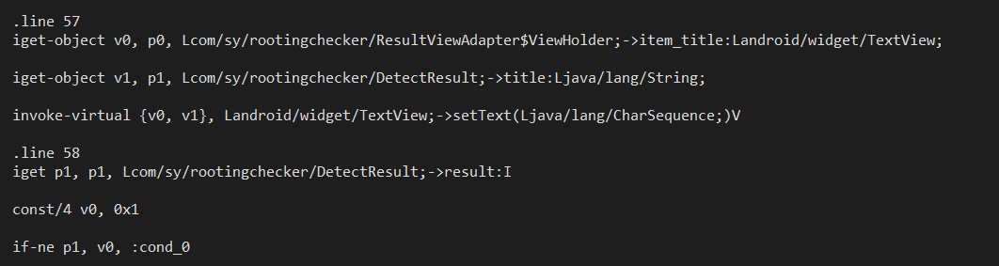 .line 57
iget-object v0, p0, Lcom/sy/rootingchecker/ResultViewAdapter$ViewHolder;->item_title:Landroid/widget/TextView;
iget-object v1, p1, Lcom/sy/rootingchecker/DetectResult;->title:Ljava/lang/String;
invoke-virtual {v0, v1}, Landroid/widget/TextView;->setText(Ljava/lang/CharSequence;)V
.line 58
iget p1, p1, Lcom/sy/rootingchecker/DetectResult;->result:I
const/4 v0, 0x1
if-ne p1, v0, :cond_0